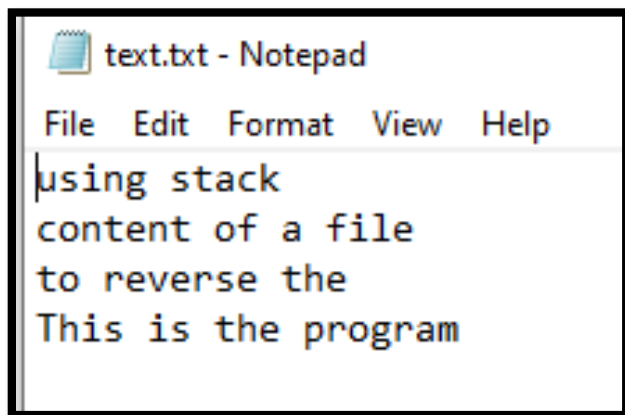 text.txt - Notepad
File Edit Format View Help
using stack
content of a file
to reverse the
This is the program